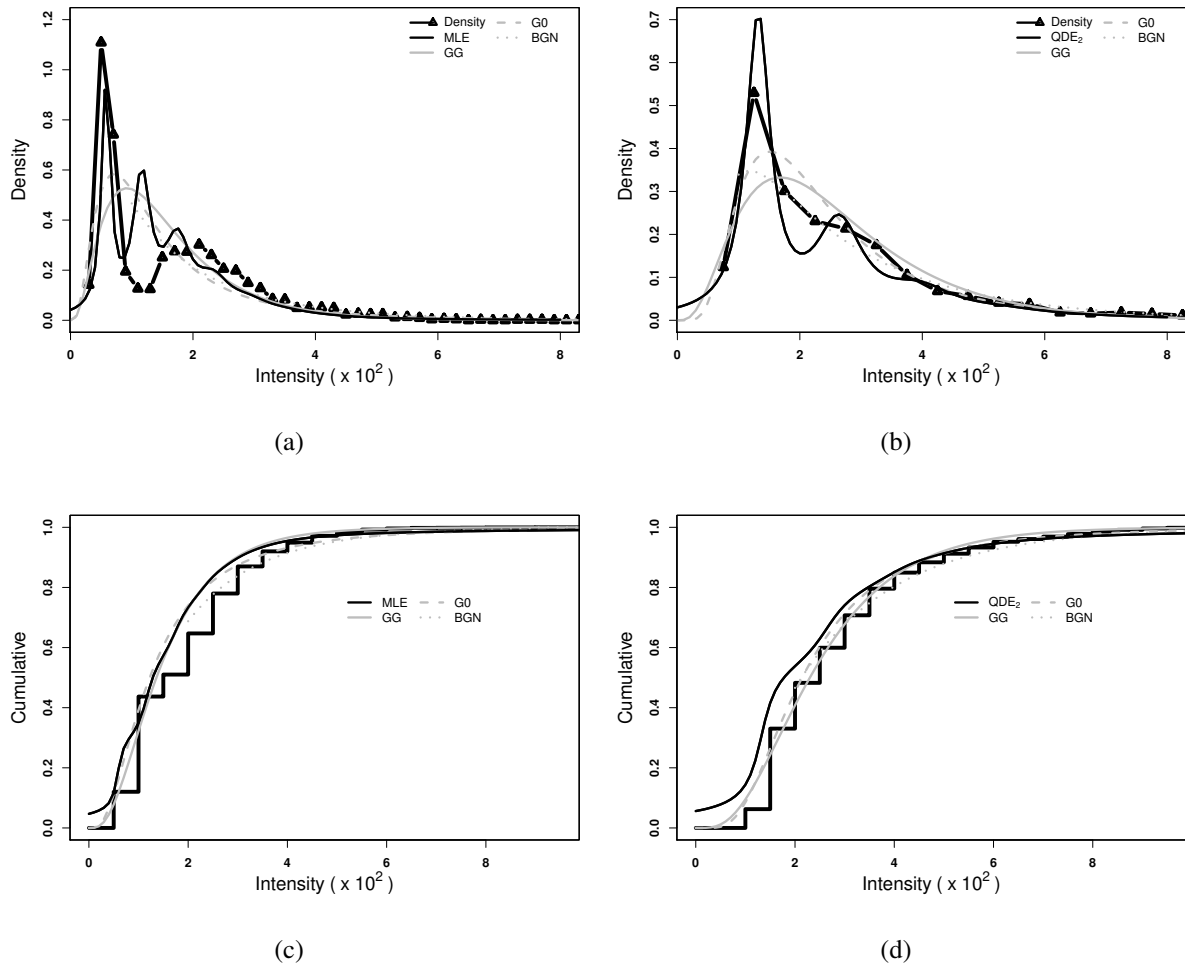 Density
0.0 0.2 0.4 0.6 0.8 1.0 1.2
Density G0
MLE BGN
GG
0 2 4 6 8
Intensity ( x 10²)
(a)
Density
0.0 0.1 0.2 0.3 0.4 0.5 0.6 0.7
Density G0
QDE₂ BGN
GG
0 2 4 6 8
Intensity ( x 10²)
(b)
Cumulative
0.0 0.2 0.4 0.6 0.8 1.0
MLE G0
GG BGN
0 2 4 6 8
Intensity ( x 10²)
(c)
Cumulative
0.0 0.2 0.4 0.6 0.8 1.0
QDE₂ G0
GG BGN
0 2 4 6 8
Intensity ( x 10²)
(d)